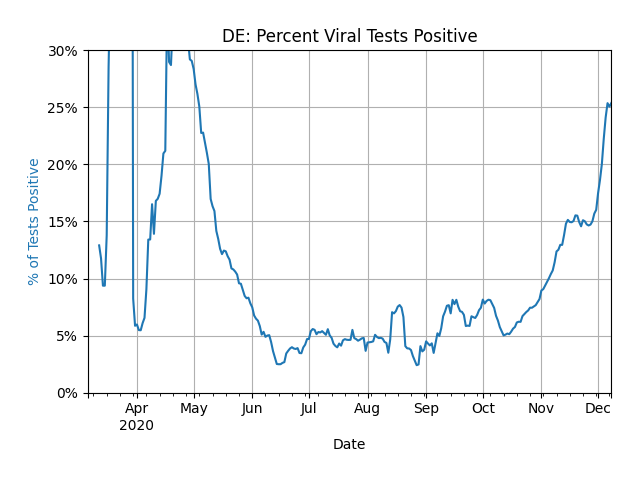 DE: Percent Viral Tests Positive
30%
25%
20%
15%
10%
5%
0%
% of Tests Positive
Apr May Jun Jul Aug Sep Oct Nov Dec
2020
Date